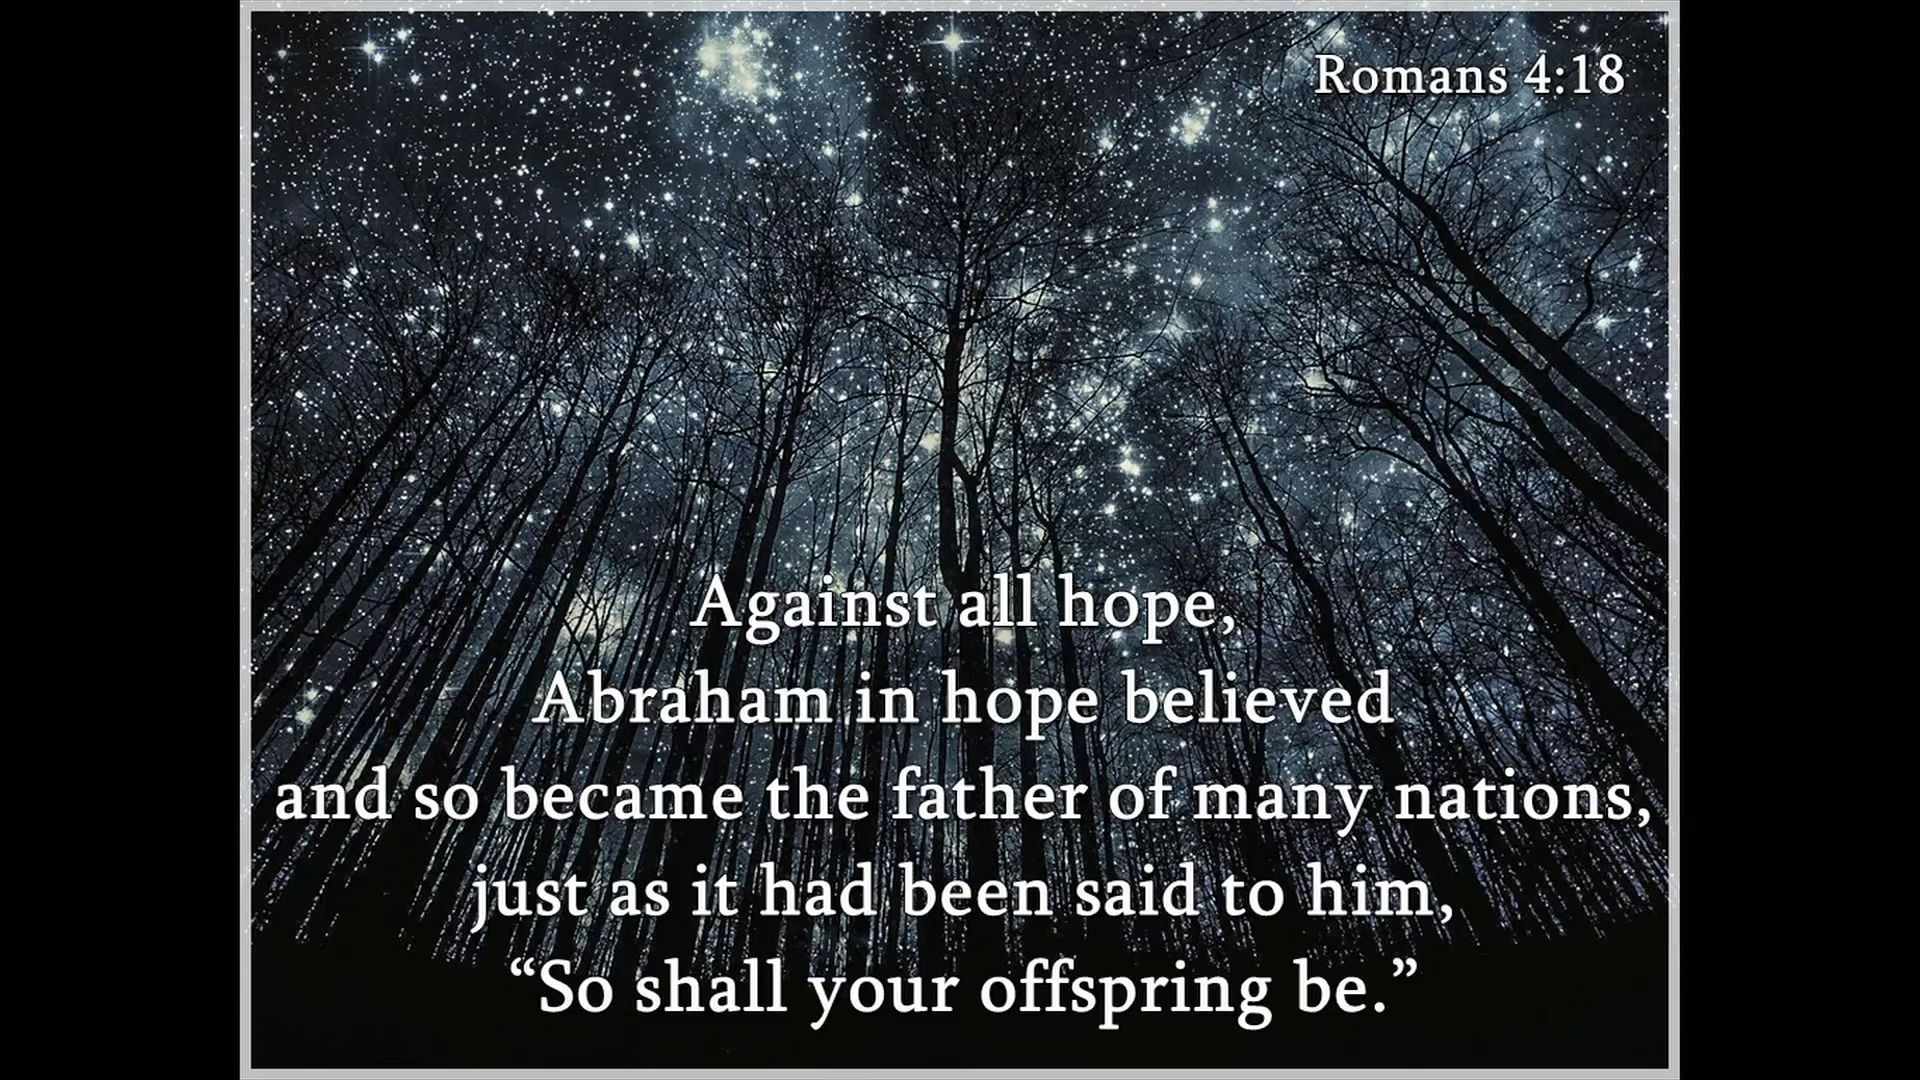 Romans 4:18
Against all hope,
Abraham in hope believed
and so became the father of many nations,
just as it had been said to him,
“So shall your offspring be.”